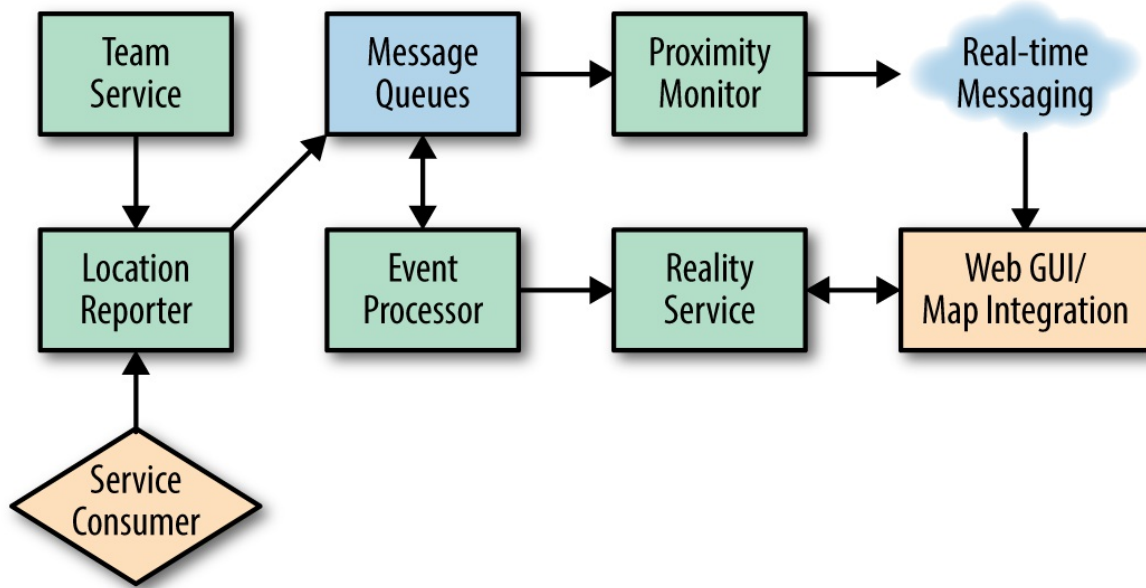 Team
Service
Message
Queues
Proximity
Monitor
Real-time
Messaging
Location
Reporter
Event
Processor
Reality
Service
Web GUI/
Map Integration
Service
Consumer